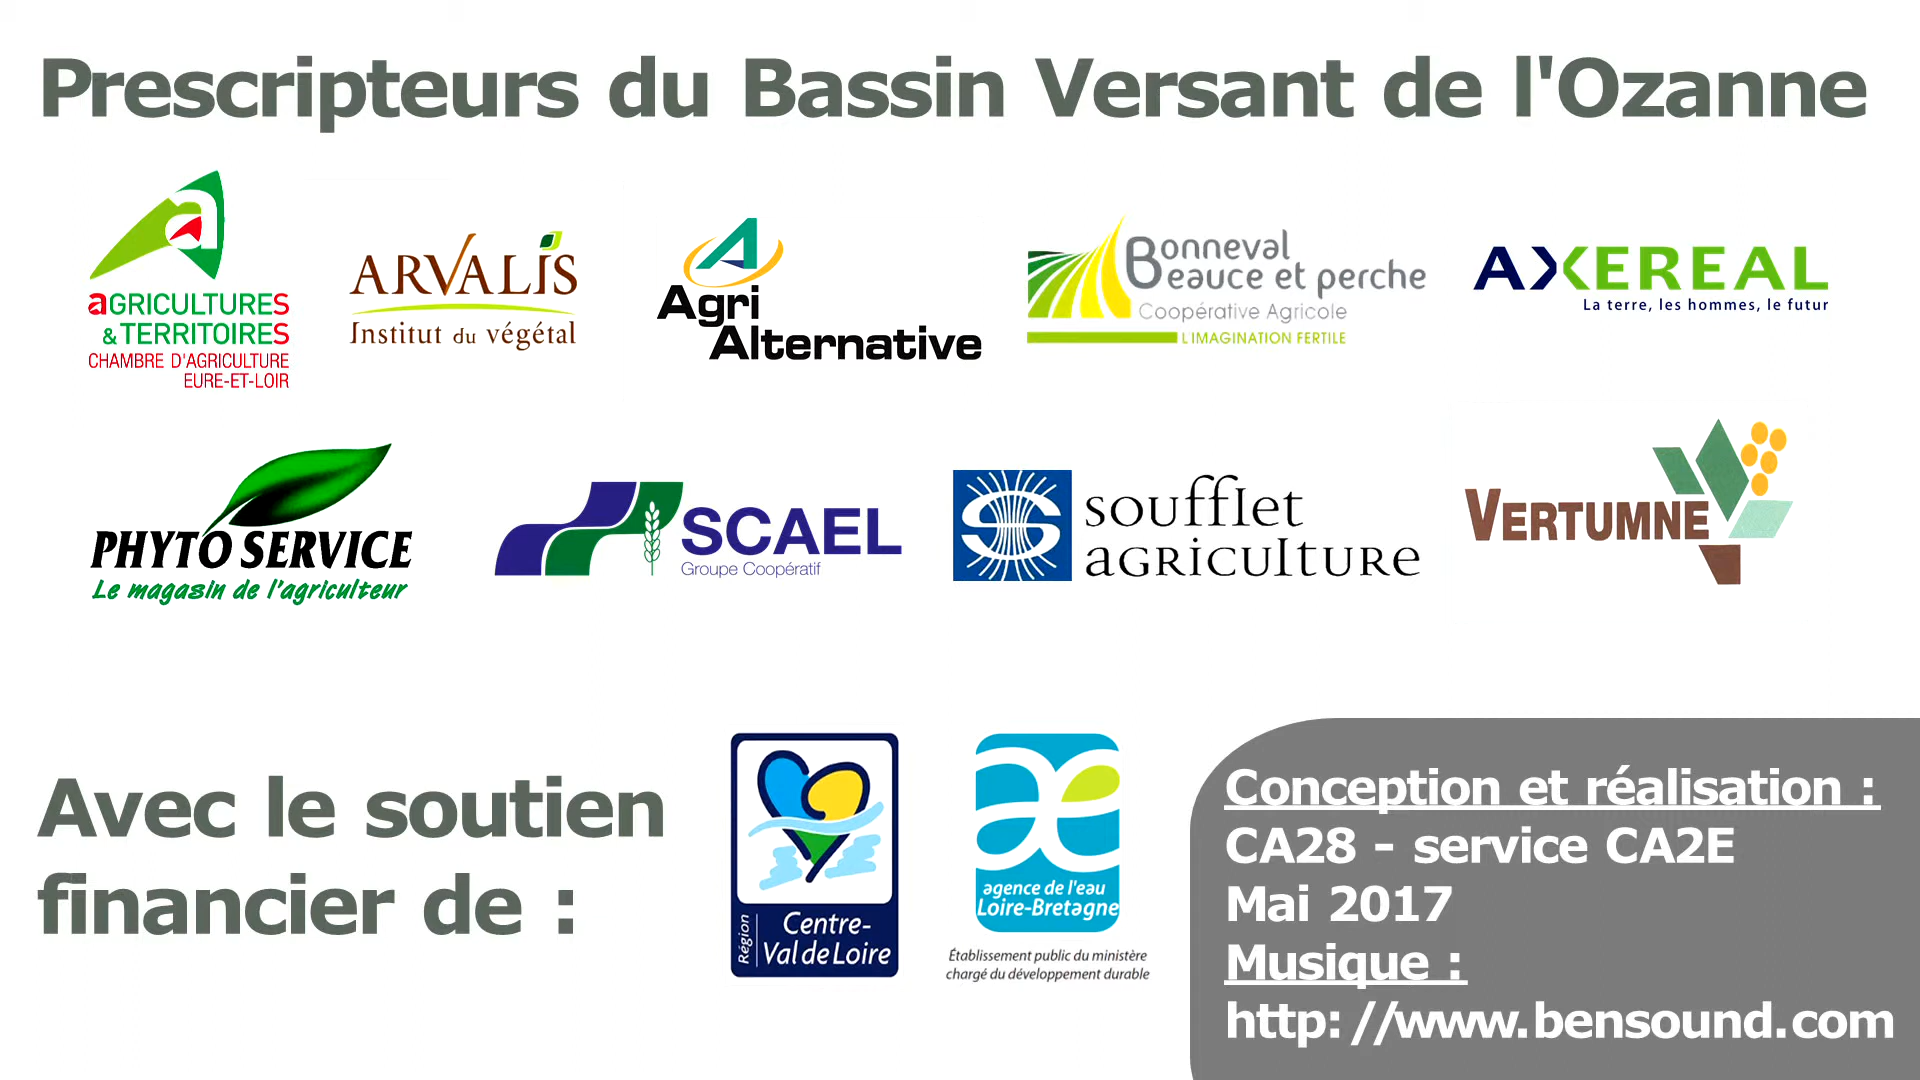 Prescripteurs du Bassin Versant de l'Ozanne
aGRICULTURES
& TERRITOIRES
CHAMBRE D'AGRICULTURE
EURE-ET-LOIR
ARVALIS
Institut du végétal
Agri
Alternative
Bonneval
Beauce et perche
Coopérative Agricole
L'IMAGINATION FERTILE
AXEREAL
La terre, les hommes, le futur
PHYTO SERVICE
Le magasin de l'agriculteur
SCAEL
Groupe Coopératif
soufflet
agriculture
VERTUMNE
Avec le soutien
financier de :
Région
Centre-
Val de Loire
agence de l'eau
Loire-Bretagne
Établissement public du ministère
chargé du développement durable
Conception et réalisation :
CA28 - service CA2E
Mai 2017
Musique :
http://www.bensound.com